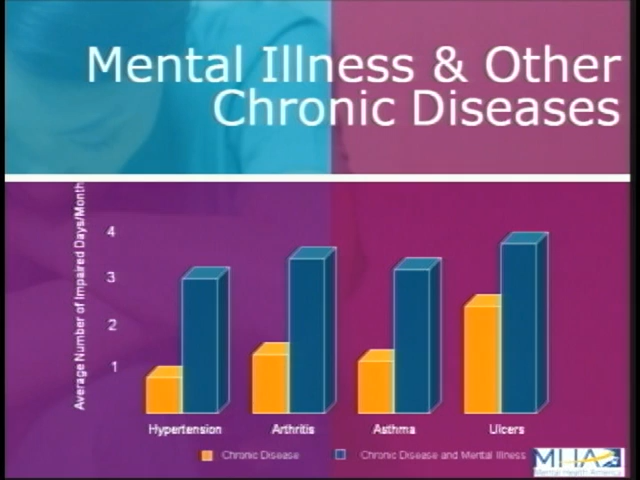 Mental Illness & Other
Chronic Diseases
Average Number of Impaired Days/Month
4
3
2
1
Hypertension
Arthritis
Asthma
Ulcers
Chronic Disease
Chronic Disease and Mental Illness
MHA
Mental Health America